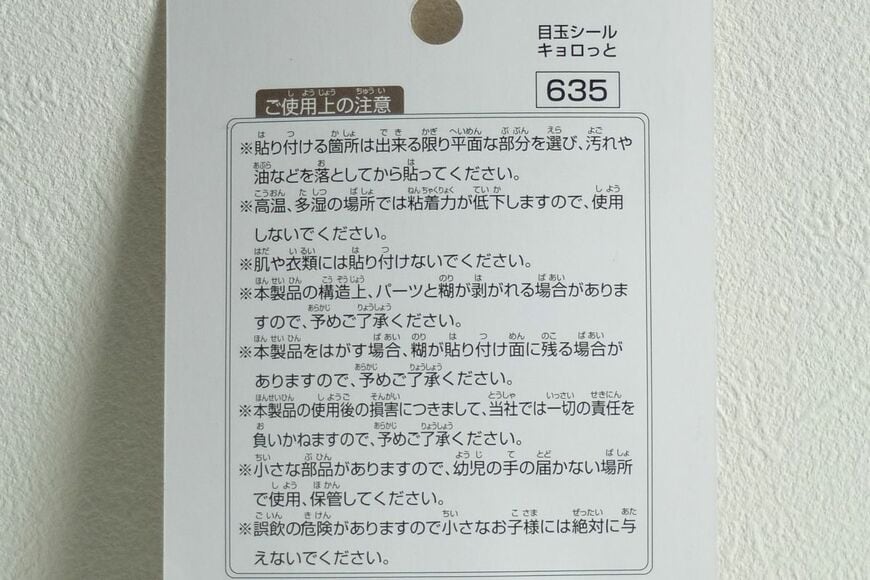 目玉シール
キョロっと
635
ご使用上の注意
※貼り付ける箇所は出来る限り平面な部分を選び、汚れや
油などを落としてから貼ってください。
※高温、多湿の場所では粘着力が低下しますので、使用
しないでください。
※肌や衣類には貼り付けないでください。
※本製品の構造上、パーツと糊が剥がれる場合がありま
すので、予めご了承ください。
※本製品をはがす場合、糊が貼り付け面に残る場合が
ありますので、予めご了承ください。
※本製品の使用後の損害につきまして、当社では一切の責任を
負いかねますので、予めご了承ください。
※小さな部品がありますので、幼児の手の届かない場所
で使用、保管してください。
※誤飲の危険がありますので小さなお子様には絶対に与
えないでください。